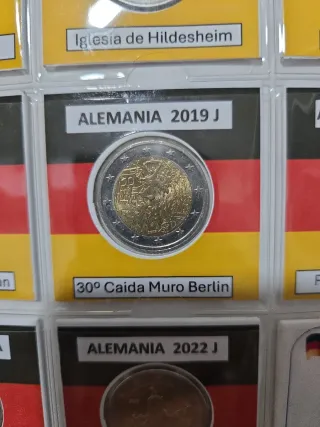 Iglesia de Hildesheim
ALEMANIA 2019 J
30º Caida Muro Berlin
ALEMANIA 2022 J